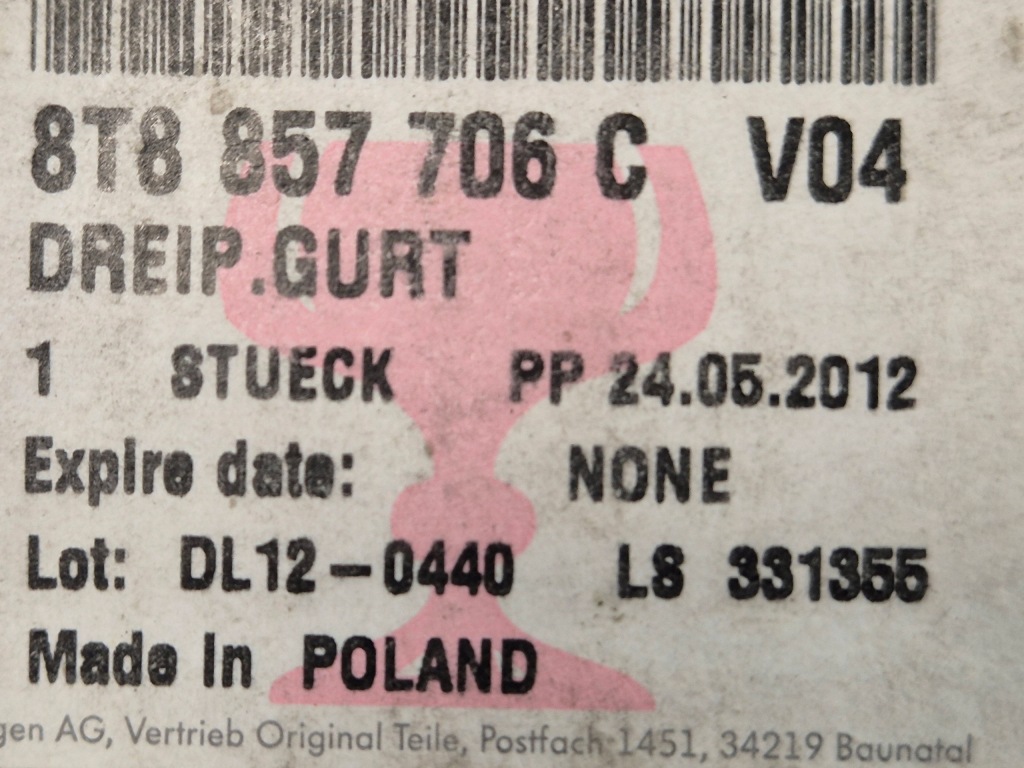 8T8 857 706 C V04
DREIP.GURT
1 STUECK PP 24.05.2012
Expire date: NONE
Lot: DL12-0440 LS 331355
Made In POLAND
gen AG, Vertrieb Original Teile, Postfach 1451, 34219 Baunatal